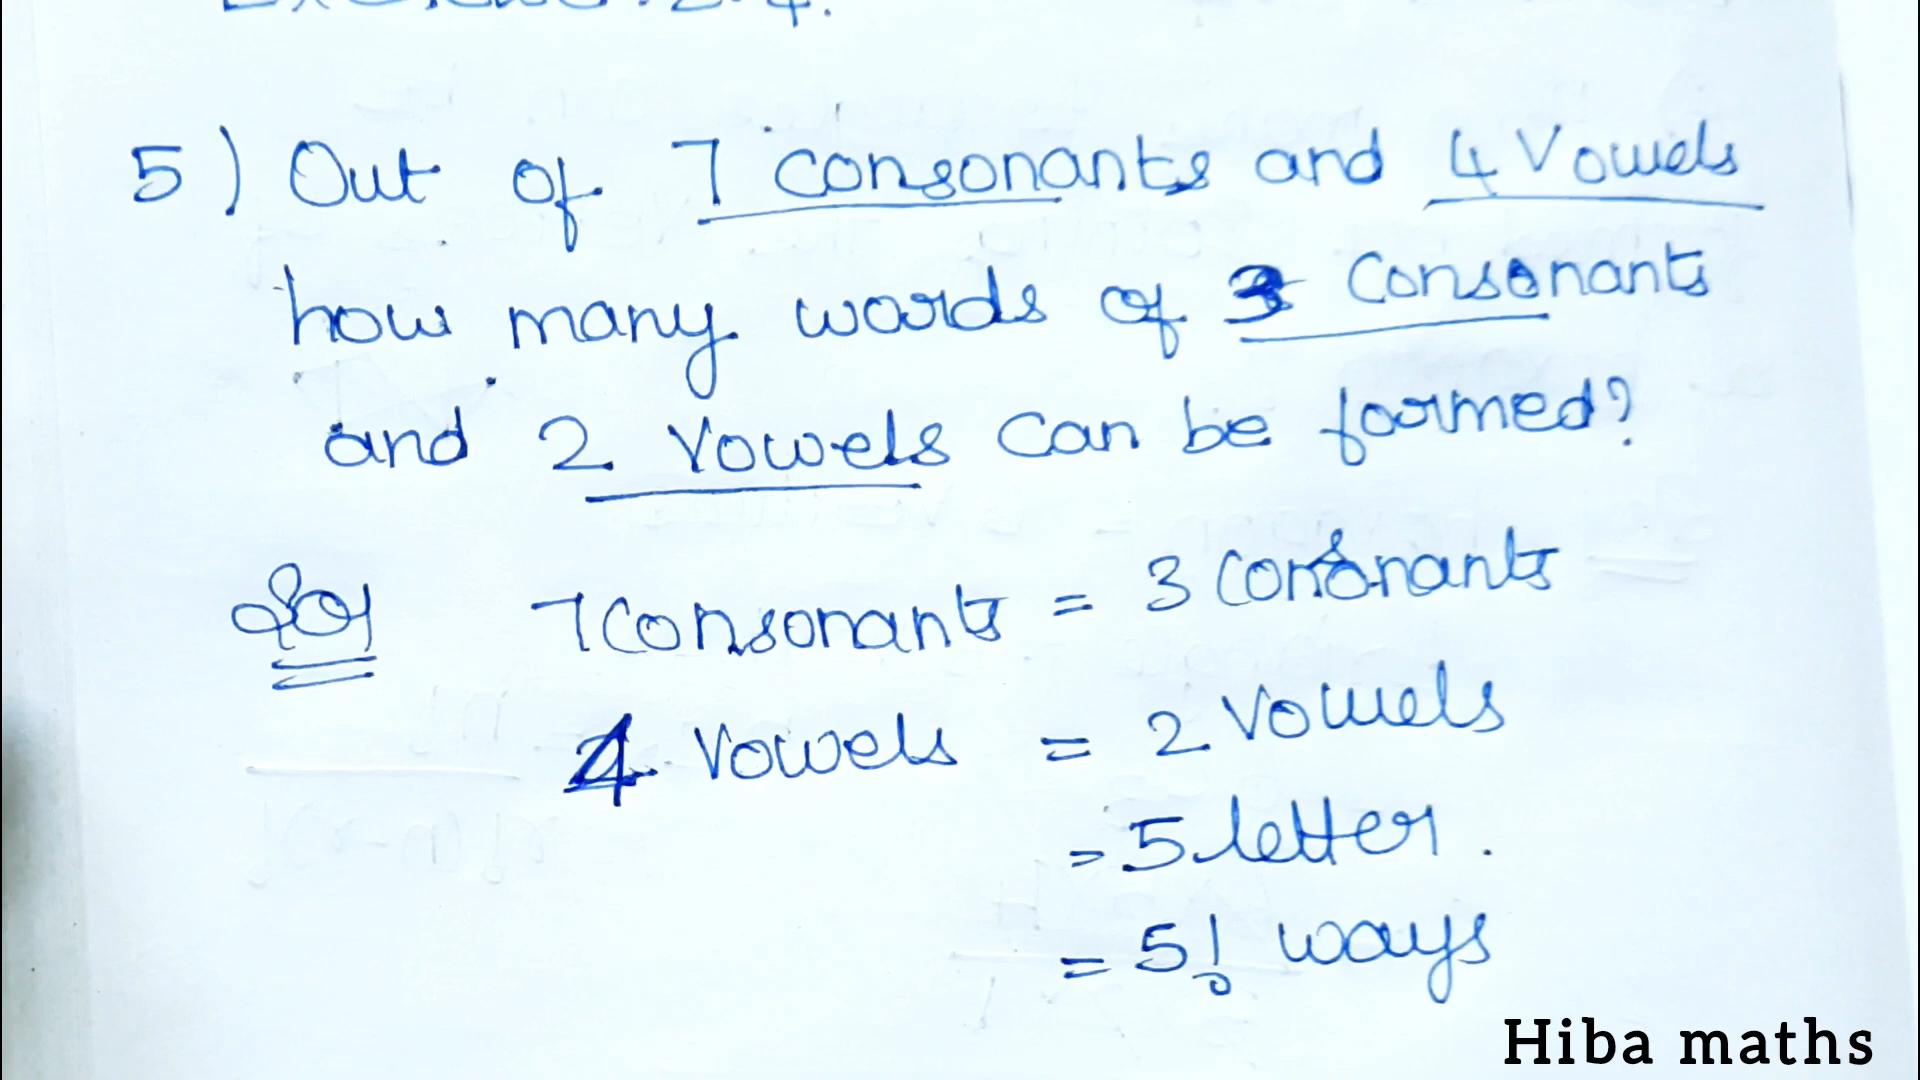 5) Out of 7 consonants and 4 Vowels
how many words of 3 Consonants
and 2 Vowels can be formed?
Sol
7 Consonants = 3 Consonants
4 Vowels = 2 Vowels
= 5 letter.
= 5! ways
Hiba maths